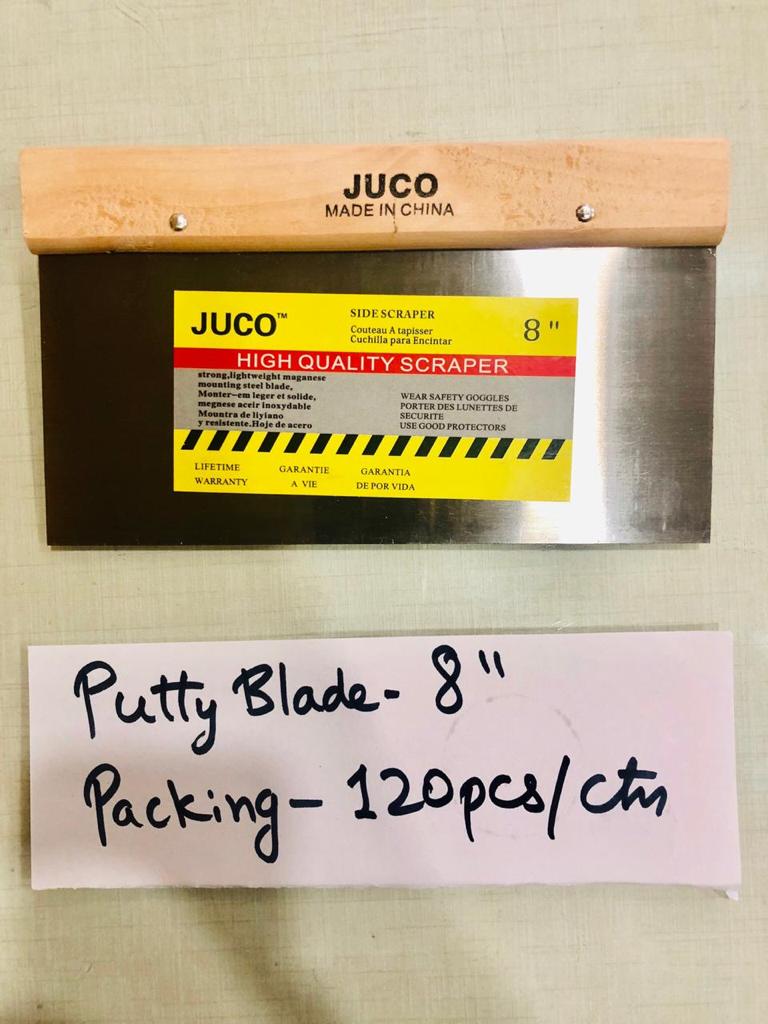 JUCO
MADE IN CHINA
JUCO™
SIDE SCRAPER
Couteau A tapisser
Cuchilla para Encintar
8"
HIGH QUALITY SCRAPER
strong,lightweight maganese
mounting steel blade,
Monter-em leger et solide,
megnese aceir inoxydable
Mountra de liyiano
y resistente.Hoje de acero
WEAR SAFETY GOGGLES
PORTER DES LUNETTES DE
SECURITE
USE GOOD PROTECTORS
LIFETIME
WARRANTY
GARANTIE
A VIE
GARANTIA
DE POR VIDA
Putty Blade- 8"
Packing- 120pcs/ctn